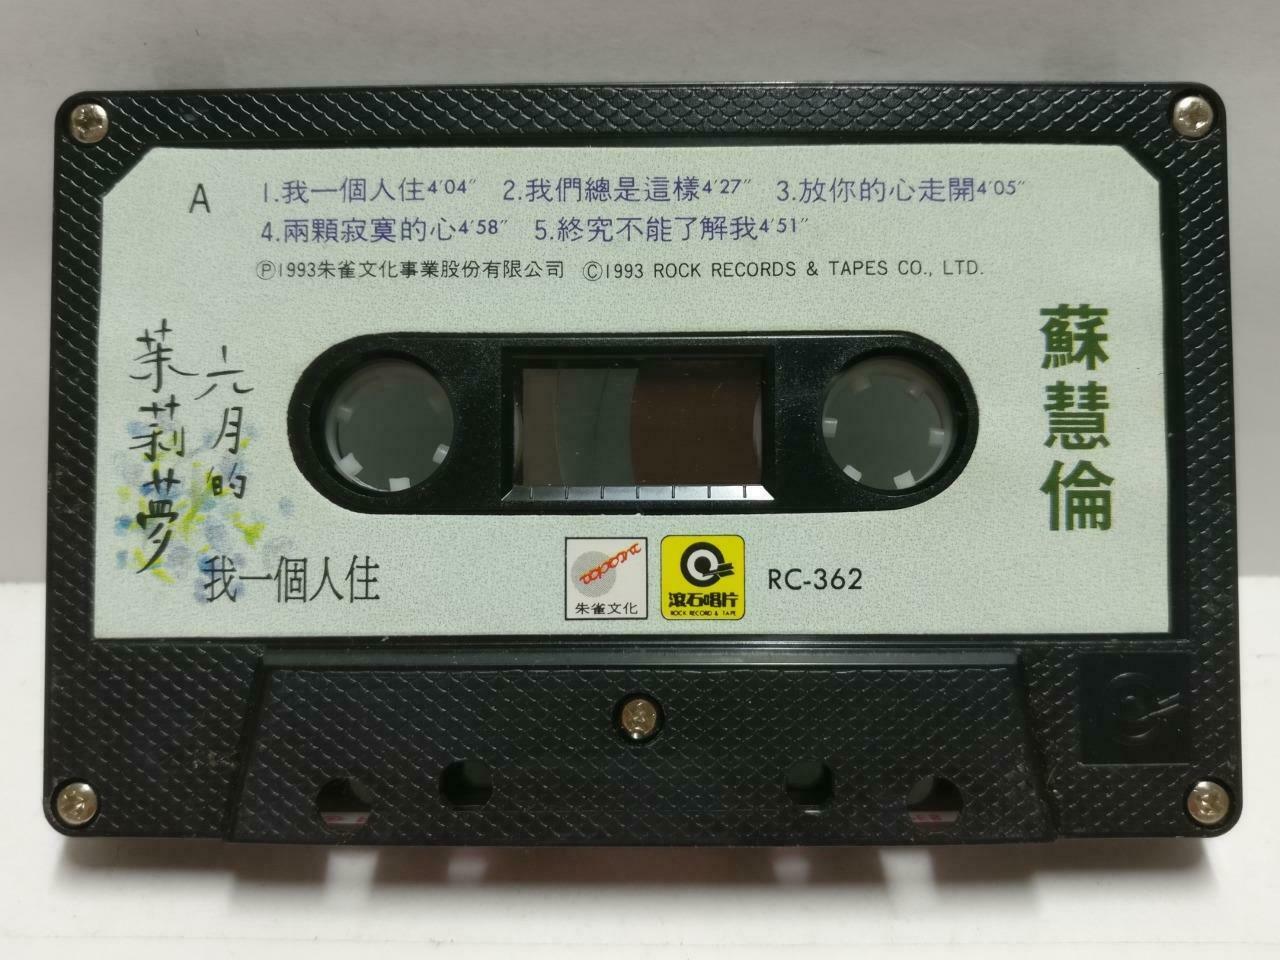 A
1.我一個人住4'04" 2.我們總是這樣4'27" 3.放你的心走開4'05"
4.兩顆寂寞的心4'58" 5.終究不能了解我4'51"
Ⓟ1993朱雀文化事業股份有限公司 ©1993 ROCK RECORDS & TAPES CO., LTD.
六月的
茉莉夢
我一個人住
蘇慧倫
朱雀文化
滾石唱片
ROCK RECORD & TAPE
RC-362